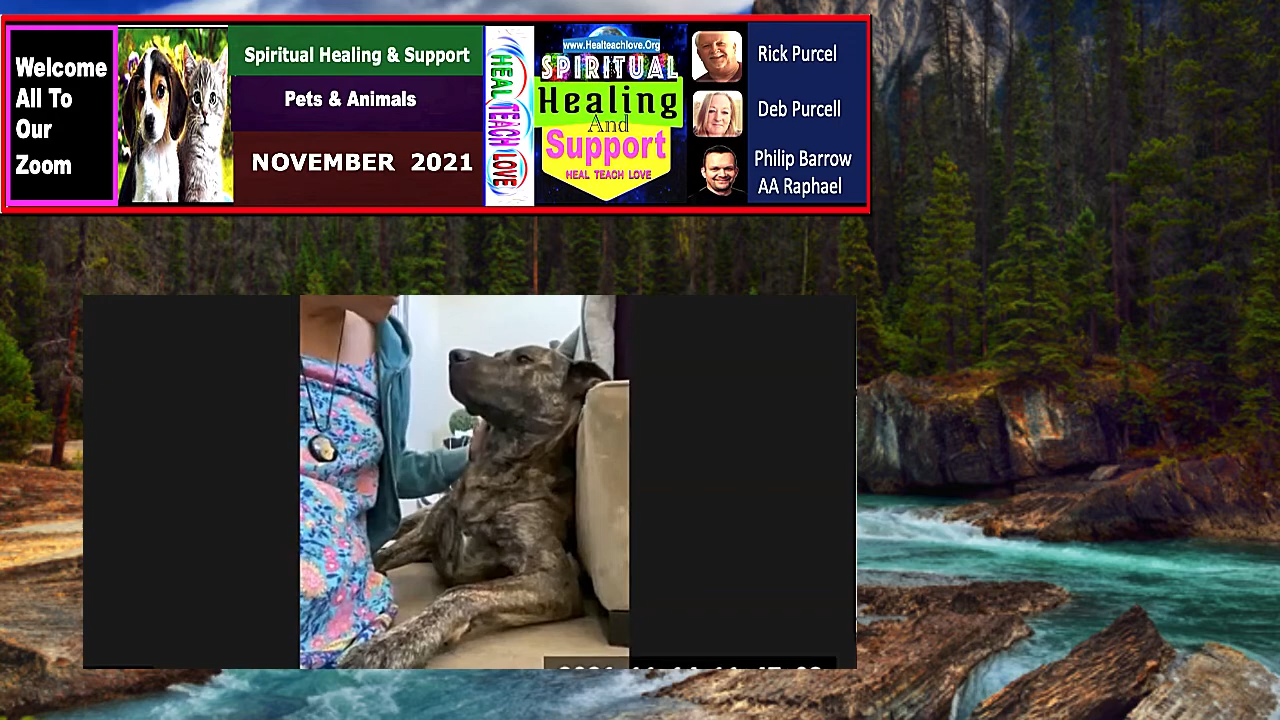 Welcome
All To
Our
Zoom
Spiritual Healing & Support
Pets & Animals
NOVEMBER 2021
HEAL TEACH LOVE
www.Healteachlove.Org
SPIRITUAL
Healing
And
Support
HEAL TEACH LOVE
Rick Purcel
Deb Purcell
Philip Barrow
AA Raphael